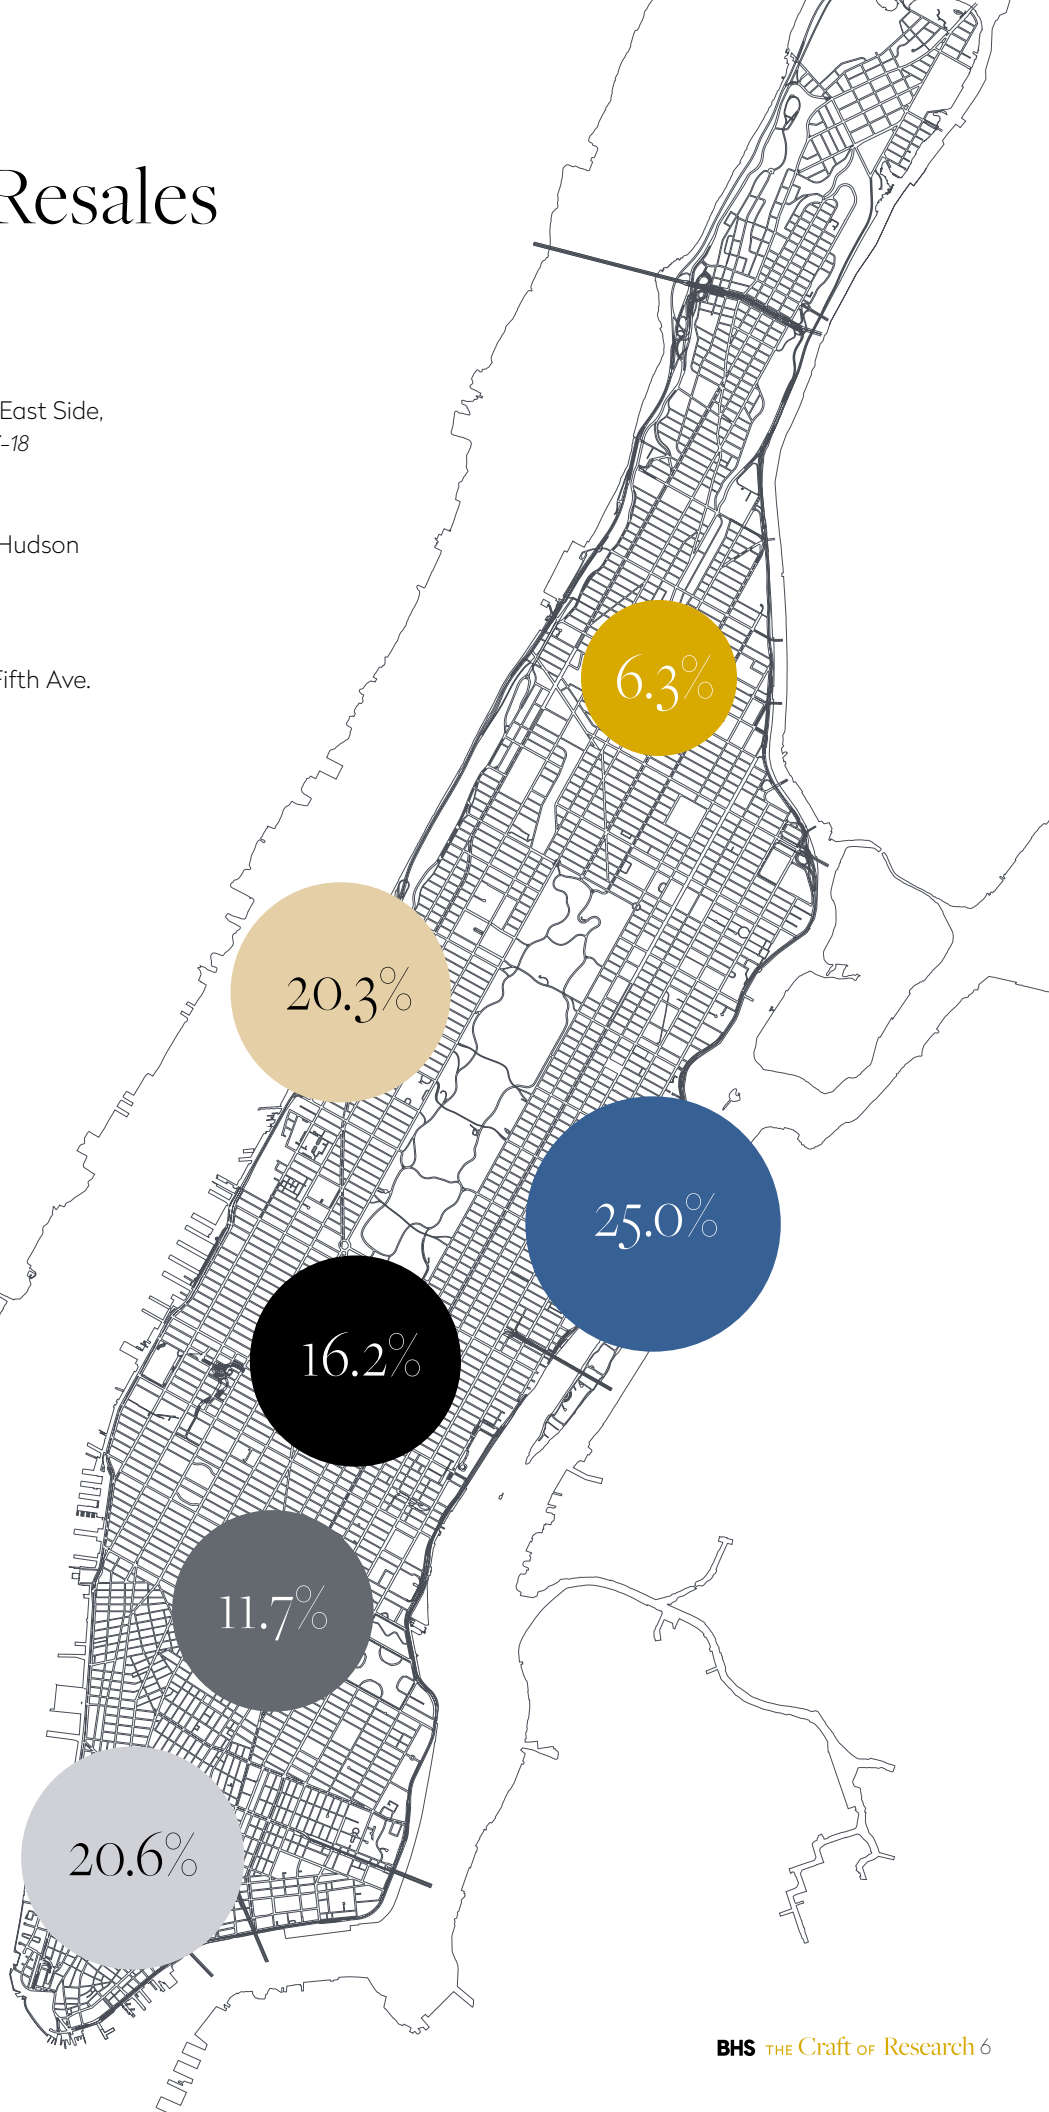 Resales
East Side,
-18
Hudson
Fifth Ave.
6.3%
20.3%
25.0%
16.2%
11.7%
20.6%
BHS THE Craft OF Research 6